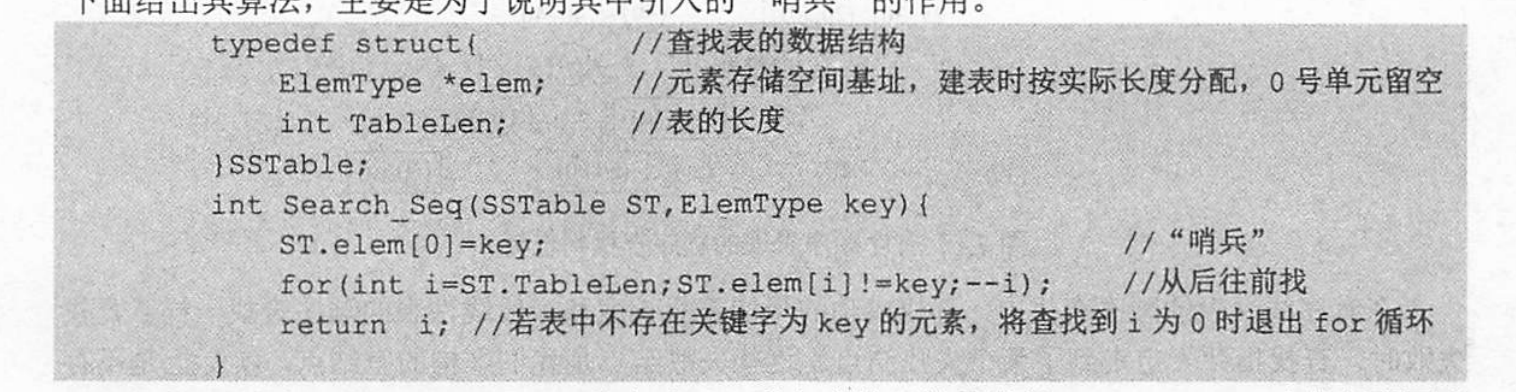 下面给出其算法，主要是为了说明其中引入的“哨兵”的作用。
typedef struct{ //查找表的数据结构
ElemType *elem; //元素存储空间基址，建表时按实际长度分配，0 号单元留空
int TableLen; //表的长度
}SSTable;
int Search_Seq(SSTable ST,ElemType key){
ST.elem[0]=key; //“哨兵”
for(int i=ST.TableLen;ST.elem[i]!=key;--i); //从后往前找
return i; //若表中不存在关键字为 key 的元素，将查找到 i 为 0 时退出 for 循环
}